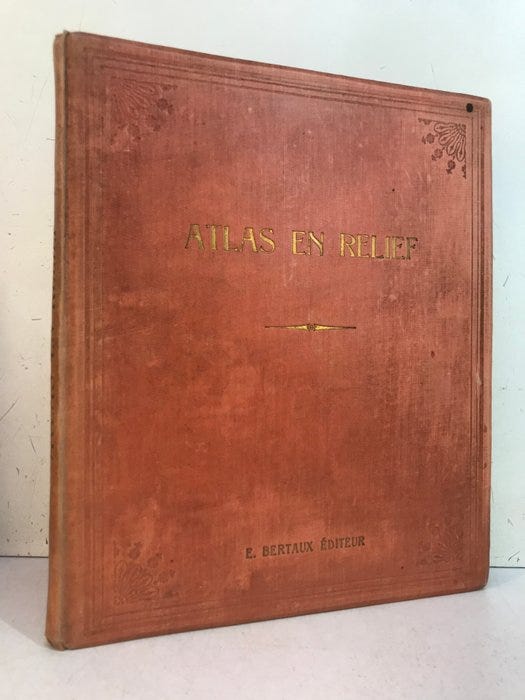 ATLAS EN RELIEF
E. BERTAUX ÉDITEUR